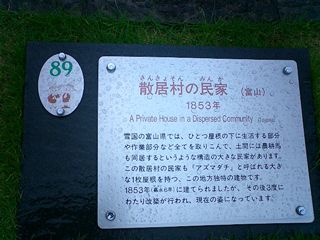 89
さんきょそん みんか
散居村の民家 (富山)
1853年
A Private House in a Dispersed Community (Toyama)
雪国の富山県では、ひとつ屋根の下に生活する部分
や作業部分など全てを取りこんで、土間には農耕馬
も同居するというような構造の大きな民家があります。
この散居村の民家も「アズマダチ」と呼ばれる大き
な1枚屋根を持つ、この地方独特の建物です。
1853年(嘉永6年)に建てられましたが、その後3度に
わたり改築が行われ、現在の姿になっています。